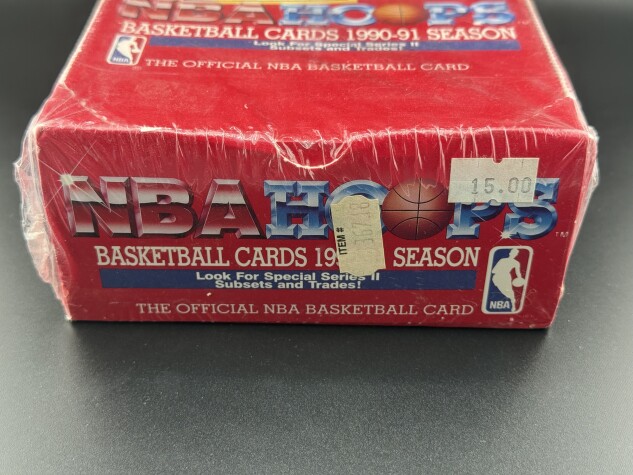 NBA HOOPS
BASKETBALL CARDS 1990-91 SEASON
Look For Special Series II
Subsets and Trades!
NBA
THE OFFICIAL NBA BASKETBALL CARD
15.00
NBA HOOPS
ITEM #
BASKETBALL CARDS 19 SEASON
Look For Special Series II
Subsets and Trades!
NBA
THE OFFICIAL NBA BASKETBALL CARD